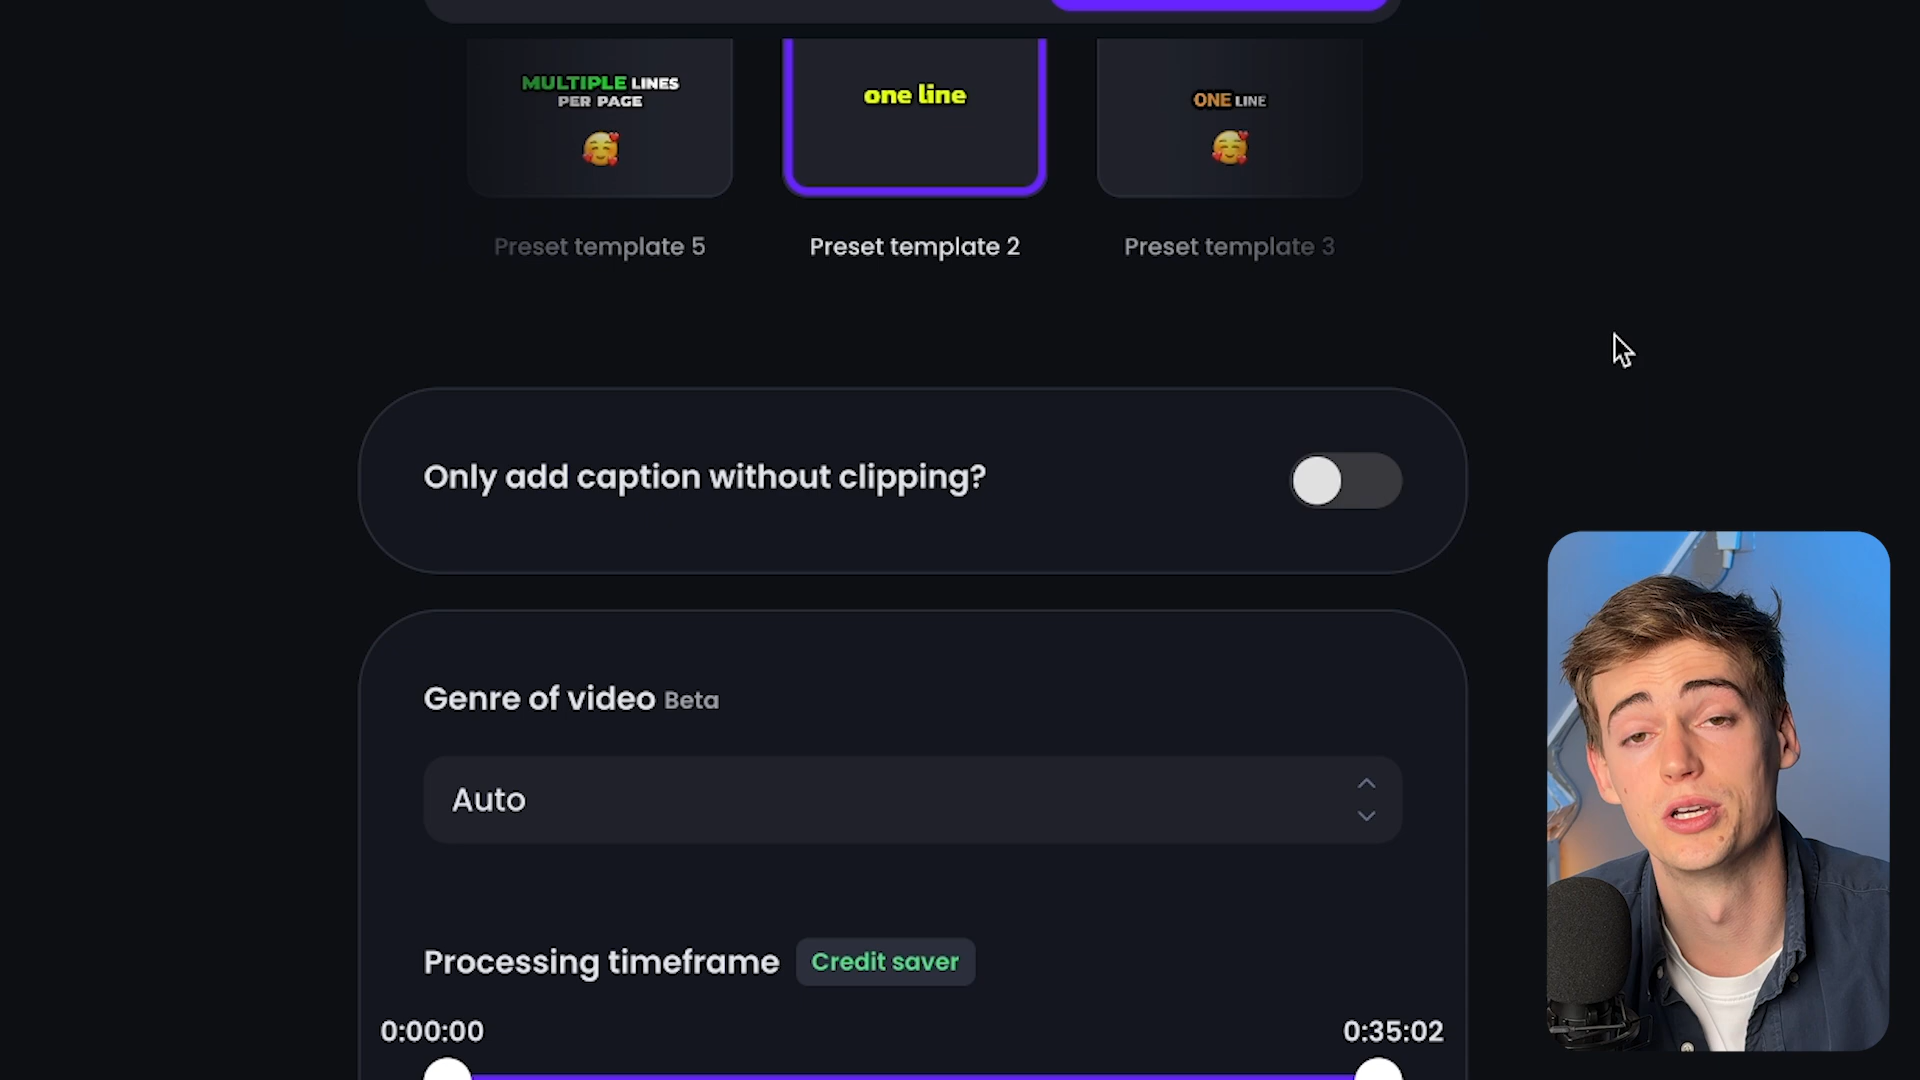 MULTIPLE LINES
PER PAGE
one line
ONE LINE
Preset template 5
Preset template 2
Preset template 3
Only add caption without clipping?
Genre of video Beta
Auto
Processing timeframe Credit saver
0:00:00
0:35:02